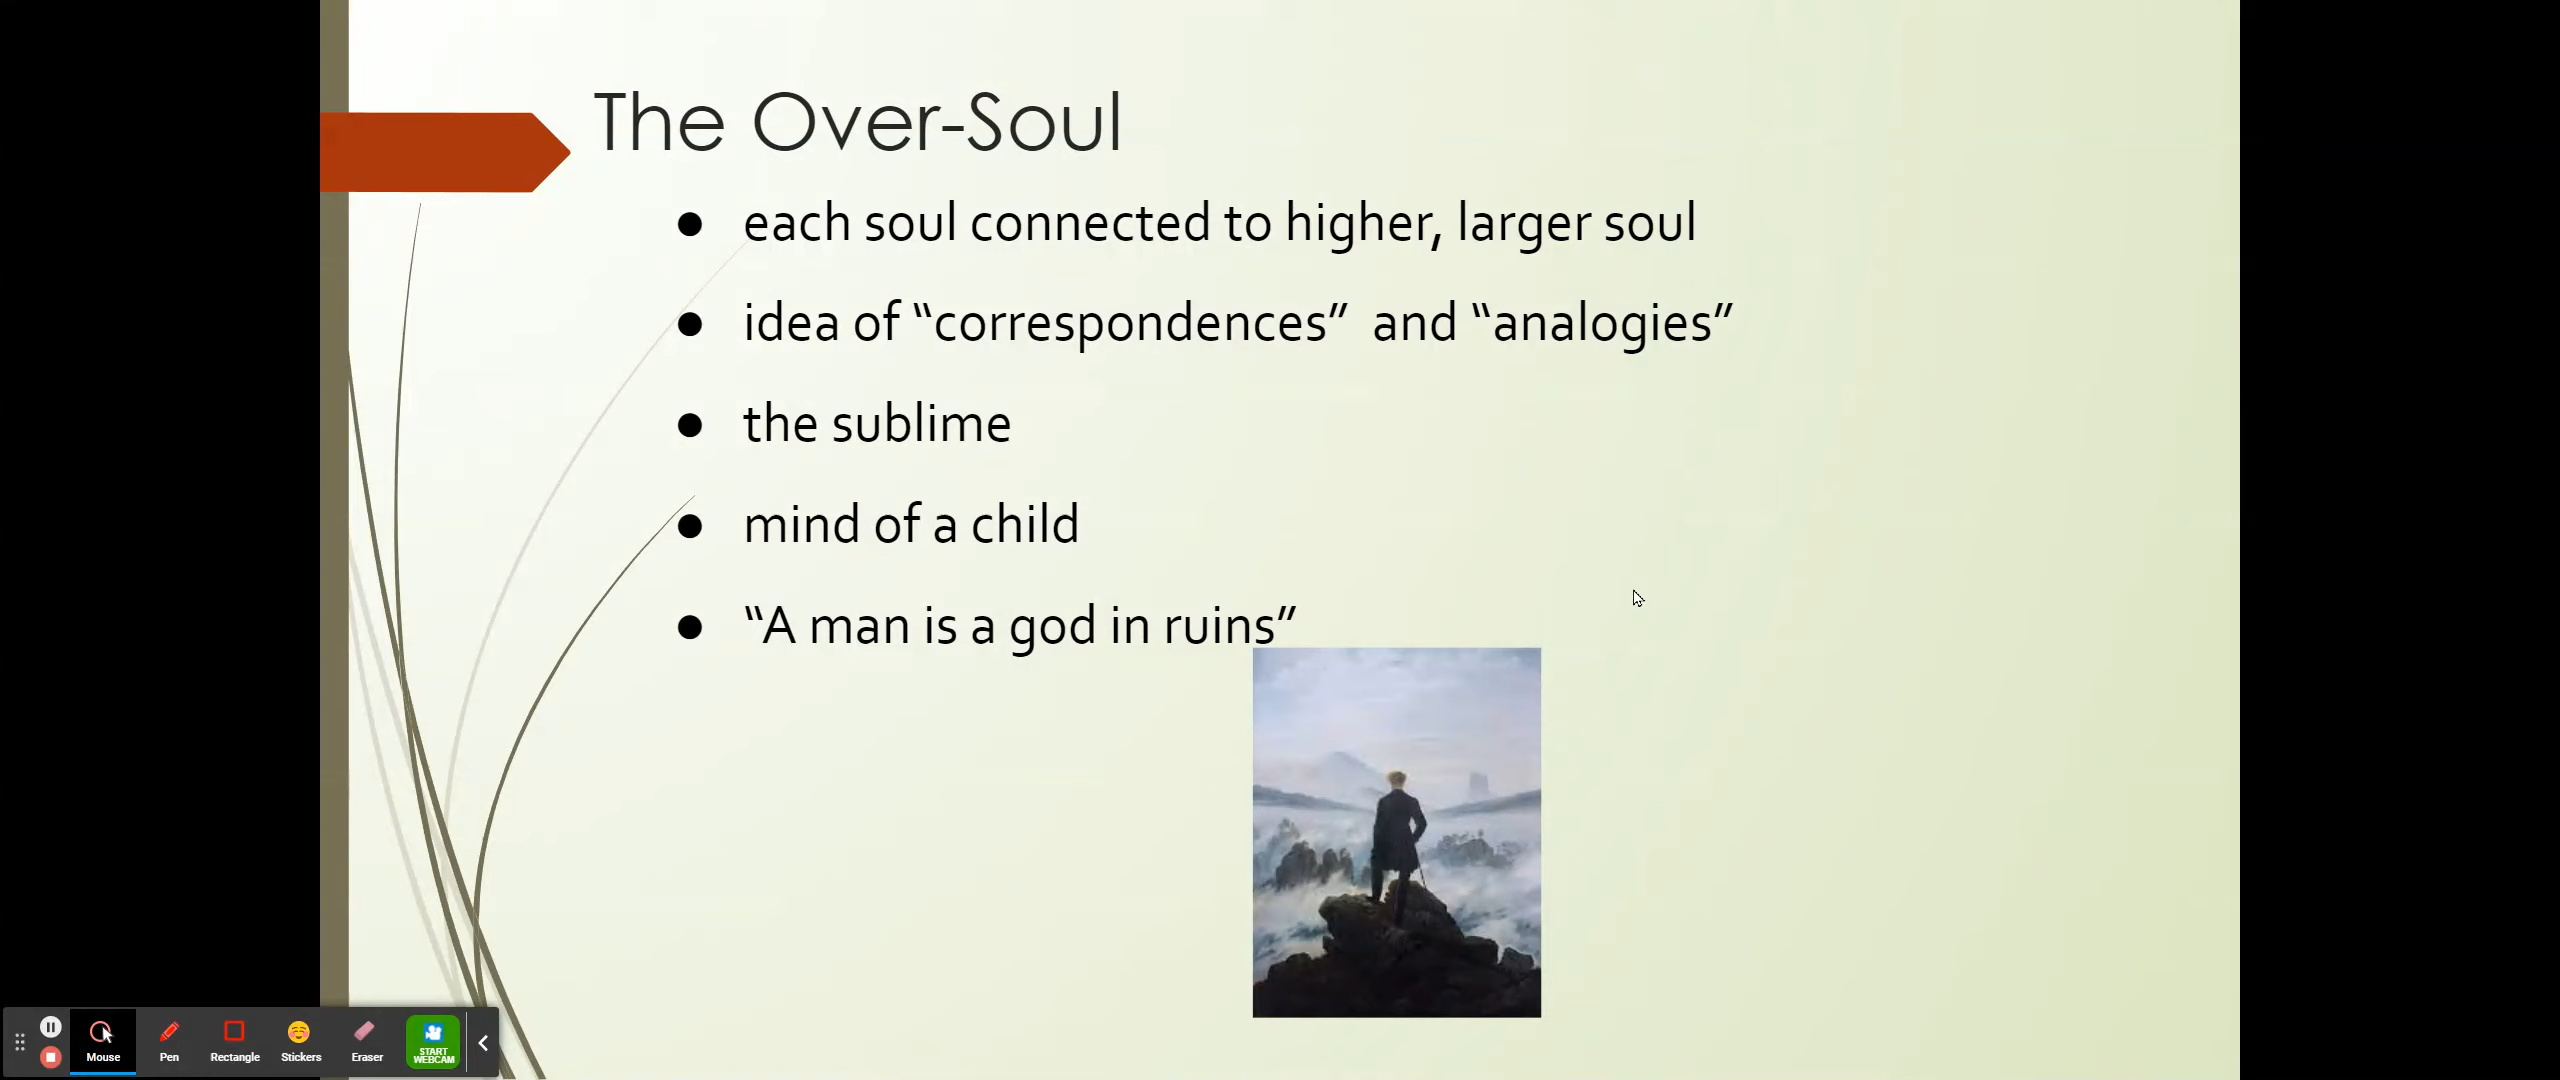 The Over-Soul
● each soul connected to higher, larger soul
● idea of “correspondences”  and “analogies”
● the sublime
● mind of a child
● “A man is a god in ruins”
Mouse
Pen
Rectangle
Stickers
Eraser
START
WEBCAM